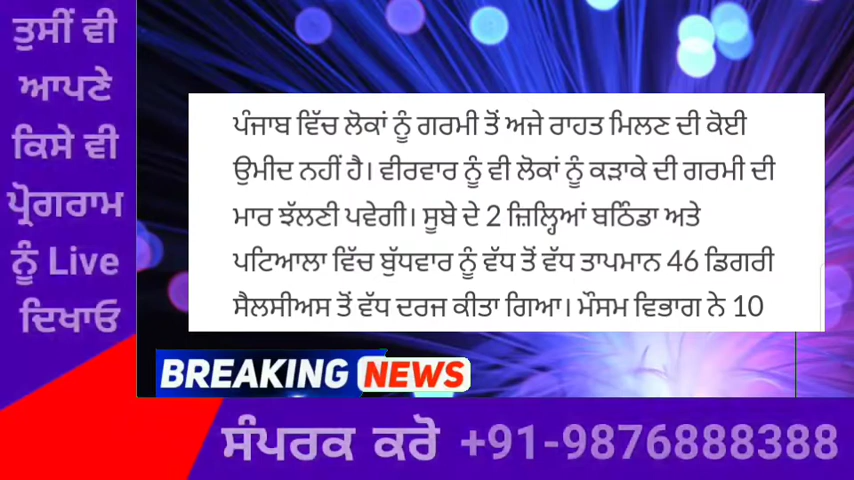 ਤੁਸੀਂ ਵੀ
ਆਪਣੇ
ਕਿਸੇ ਵੀ
ਪ੍ਰੋਗਰਾਮ
ਨੂੰ Live
ਦਿਖਾਓ
ਪੰਜਾਬ ਵਿੱਚ ਲੋਕਾਂ ਨੂੰ ਗਰਮੀ ਤੋਂ ਅਜੇ ਰਾਹਤ ਮਿਲਣ ਦੀ ਕੋਈ
ਉਮੀਦ ਨਹੀਂ ਹੈ। ਵੀਰਵਾਰ ਨੂੰ ਵੀ ਲੋਕਾਂ ਨੂੰ ਕੜਾਕੇ ਦੀ ਗਰਮੀ ਦੀ
ਮਾਰ ਝੱਲਣੀ ਪਵੇਗੀ। ਸੂਬੇ ਦੇ 2 ਜ਼ਿਲ੍ਹਿਆਂ ਬਠਿੰਡਾ ਅਤੇ
ਪਟਿਆਲਾ ਵਿੱਚ ਬੁੱਧਵਾਰ ਨੂੰ ਵੱਧ ਤੋਂ ਵੱਧ ਤਾਪਮਾਨ 46 ਡਿਗਰੀ
ਸੈਲਸੀਅਸ ਤੋਂ ਵੱਧ ਦਰਜ ਕੀਤਾ ਗਿਆ। ਮੌਸਮ ਵਿਭਾਗ ਨੇ 10
BREAKING NEWS
ਸੰਪਰਕ ਕਰੋ +91-9876888388